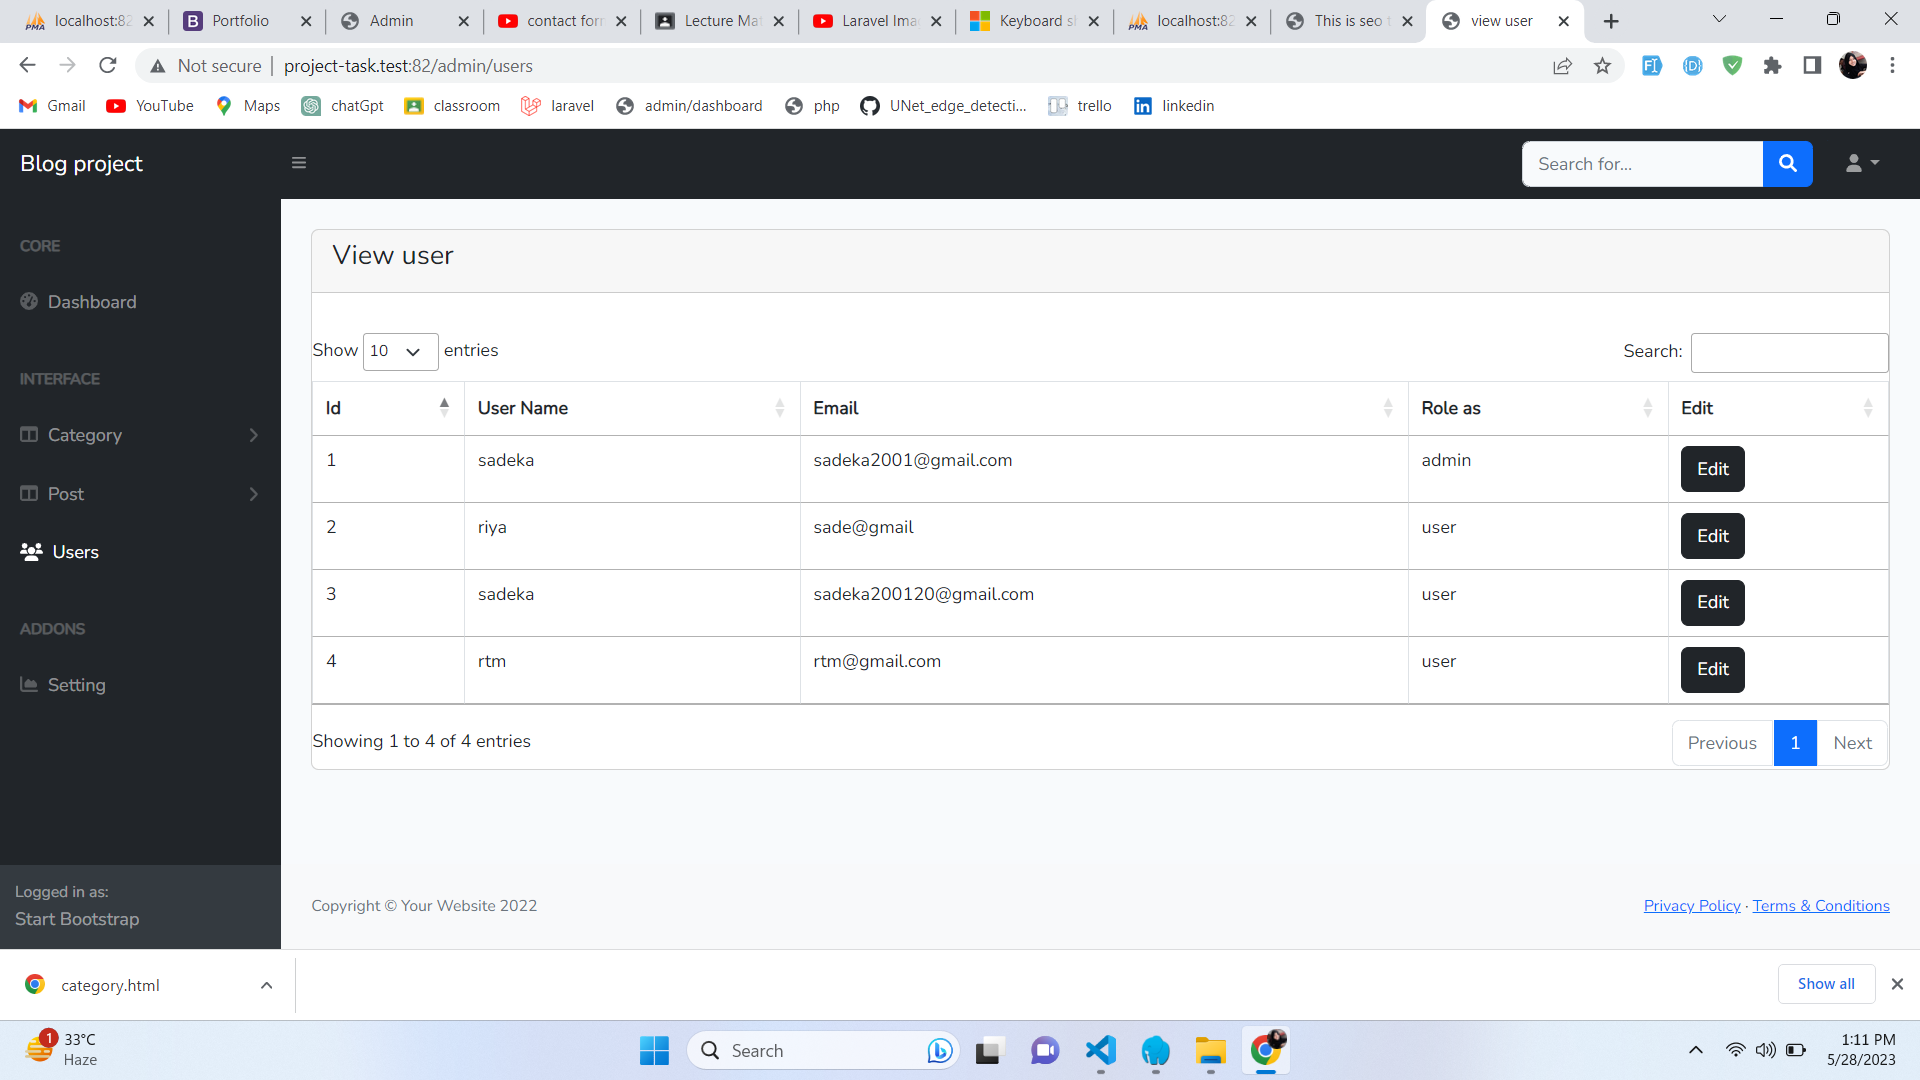 localhost:82
Portfolio
Admin
contact for
Lecture Ma
Laravel Ima
Keyboard s
localhost:82
This is seo
view user
Not secure
project-task.test:82/admin/users
Gmail
YouTube
Maps
chatGpt
classroom
laravel
admin/dashboard
php
UNet_edge_detecti...
trello
linkedin
Blog project
Search for...
CORE
Dashboard
INTERFACE
Category
Post
Users
ADDONS
Setting
Logged in as:
Start Bootstrap
View user
Show 10 entries
Search:
Id User Name Email Role as Edit
1 sadeka sadeka2001@gmail.com admin Edit
2 riya sade@gmail user Edit
3 sadeka sadeka200120@gmail.com user Edit
4 rtm rtm@gmail.com user Edit
Showing 1 to 4 of 4 entries
Previous 1 Next
Copyright © Your Website 2022
Privacy Policy · Terms & Conditions
category.html
Show all
1
33°C
Haze
Search
1:11 PM
5/28/2023